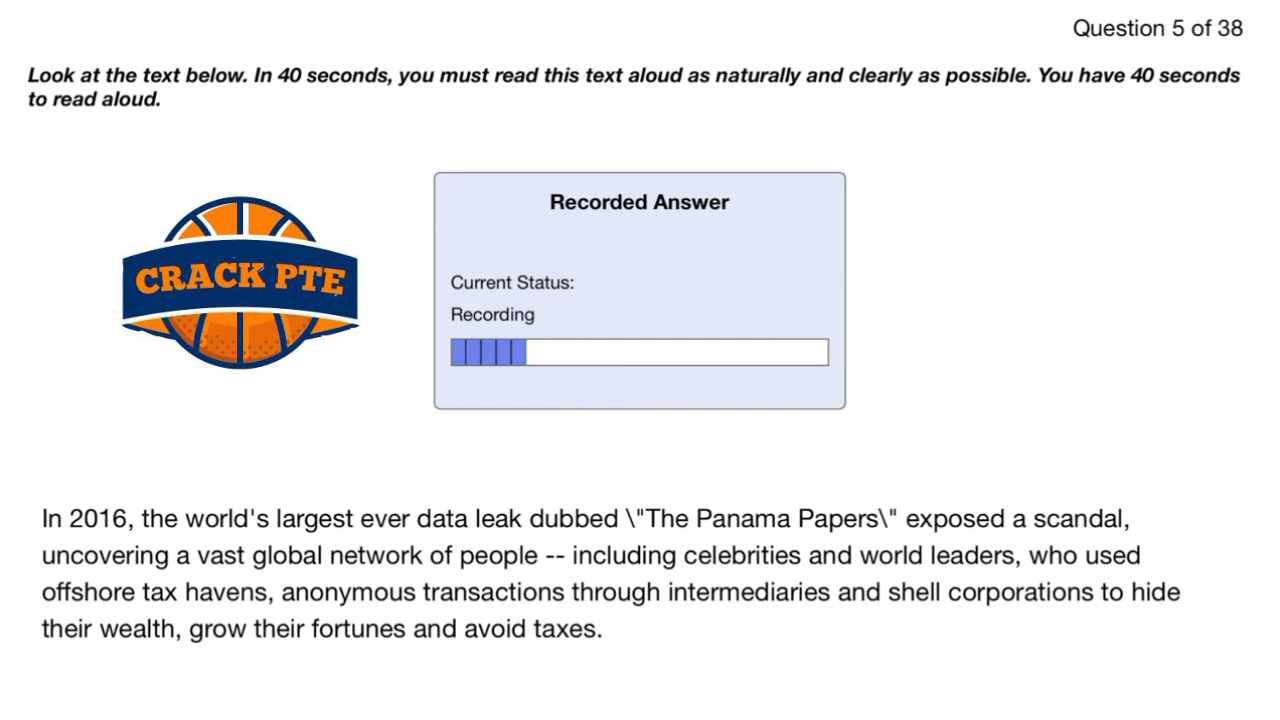 Question 5 of 38
Look at the text below. In 40 seconds, you must read this text aloud as naturally and clearly as possible. You have 40 seconds
to read aloud.
CRACK PTE
Recorded Answer
Current Status:
Recording
In 2016, the world's largest ever data leak dubbed \"The Panama Papers\" exposed a scandal,
uncovering a vast global network of people -- including celebrities and world leaders, who used
offshore tax havens, anonymous transactions through intermediaries and shell corporations to hide
their wealth, grow their fortunes and avoid taxes.